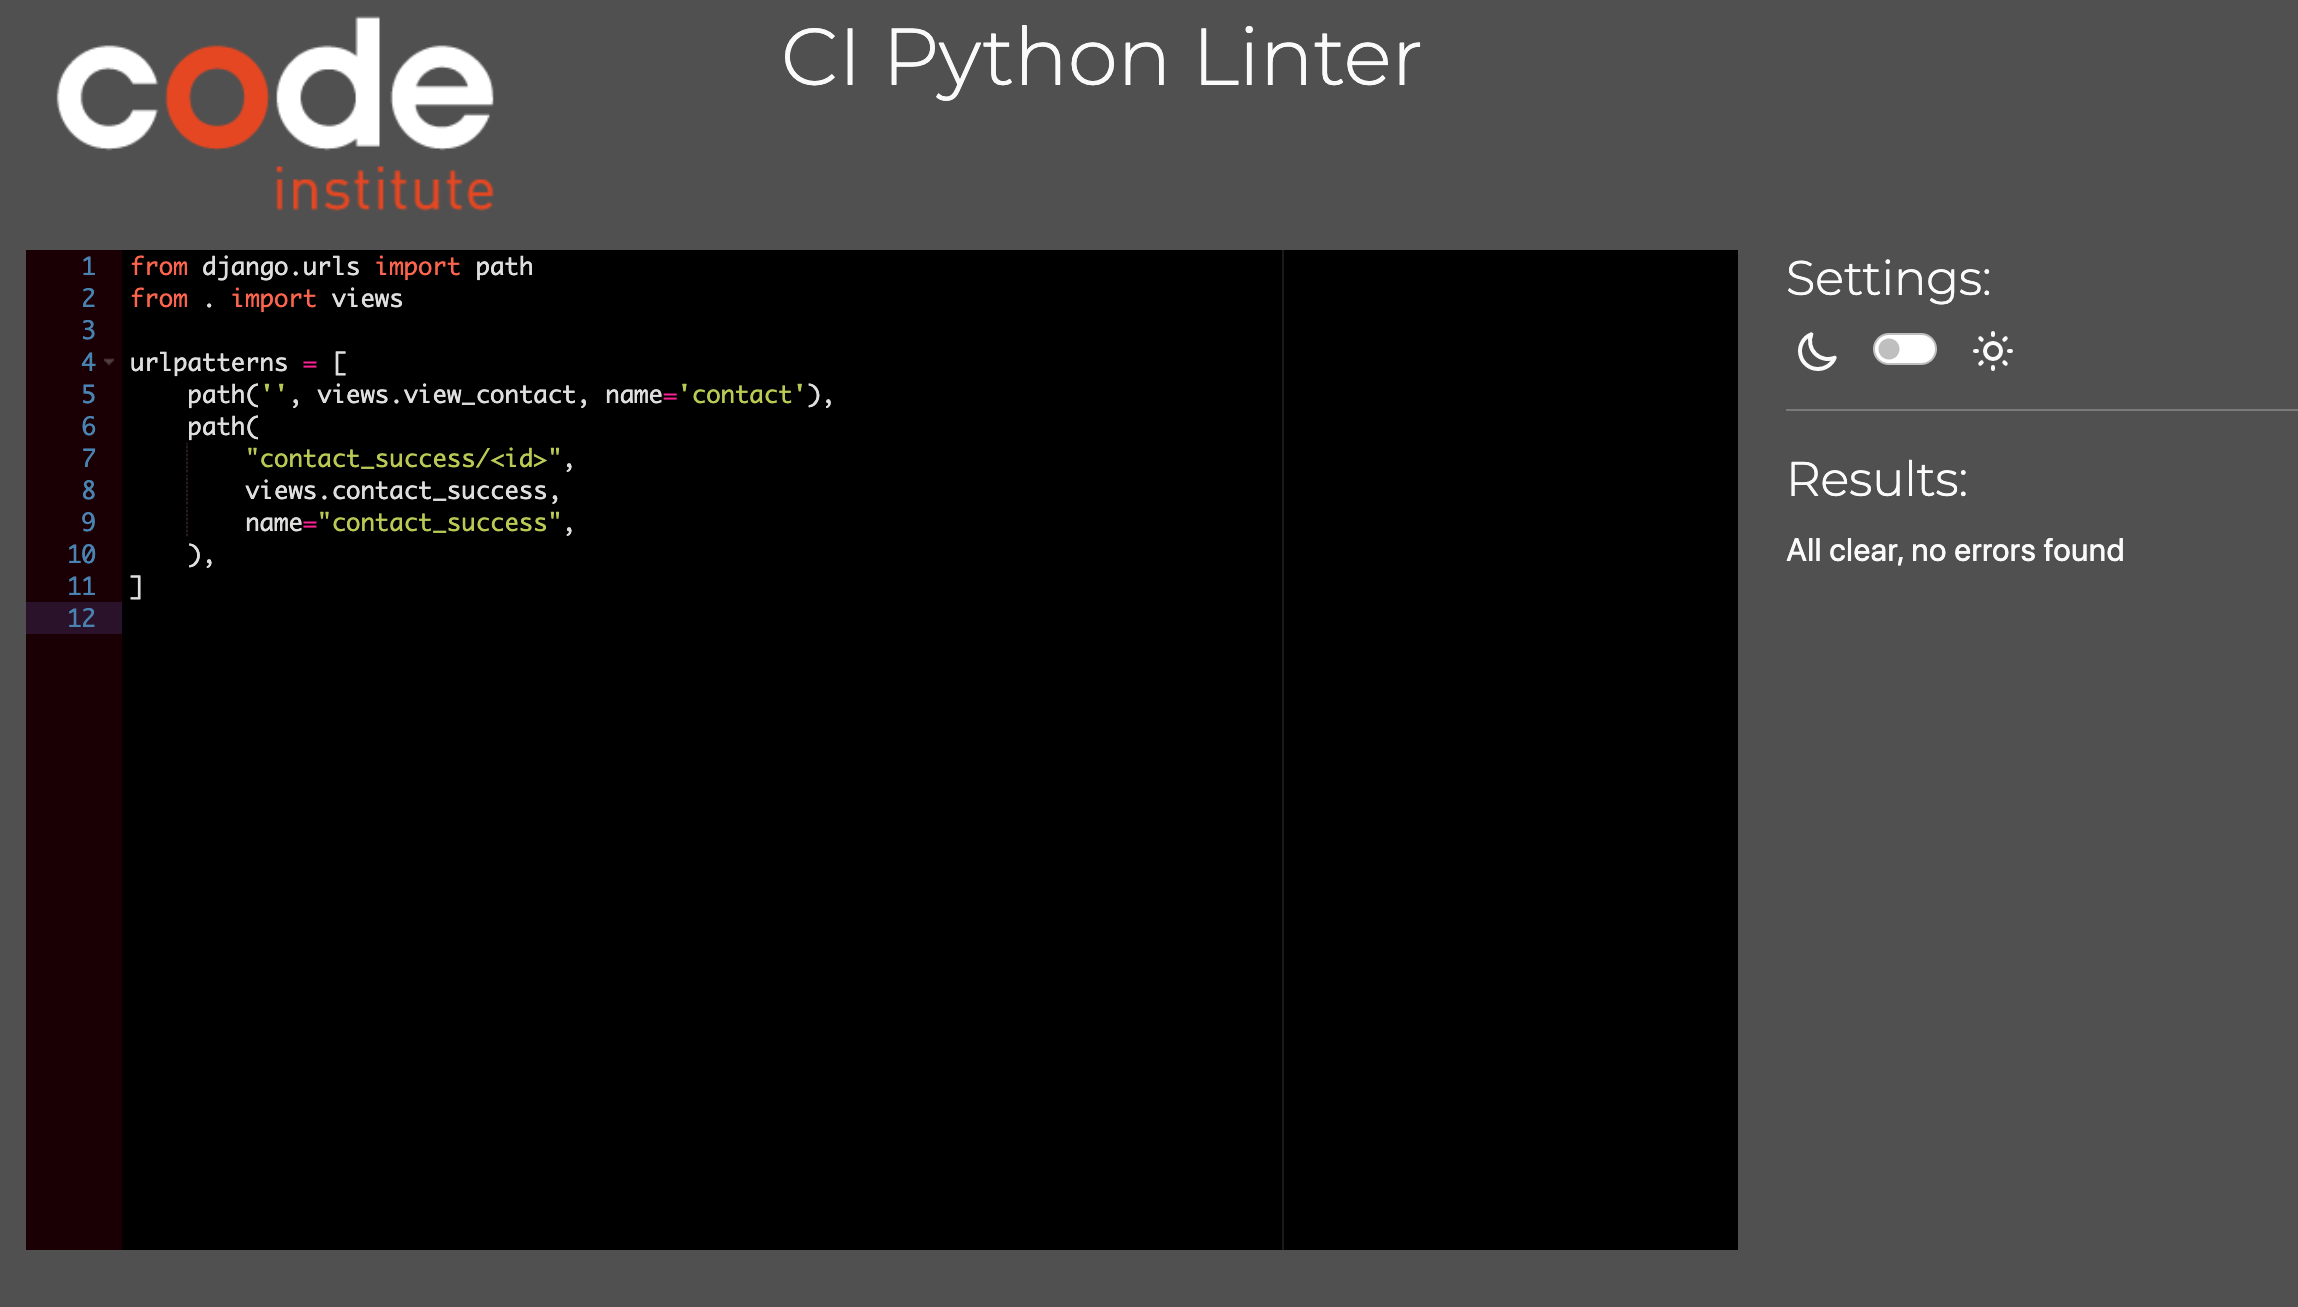 code
institute
CI Python Linter
1 from django.urls import path
2 from . import views
3
4 urlpatterns = [
5     path('', views.view_contact, name='contact'),
6     path(
7         "contact_success/<id>",
8         views.contact_success,
9         name="contact_success",
10     ),
11 ]
12
Settings:
Results:
All clear, no errors found